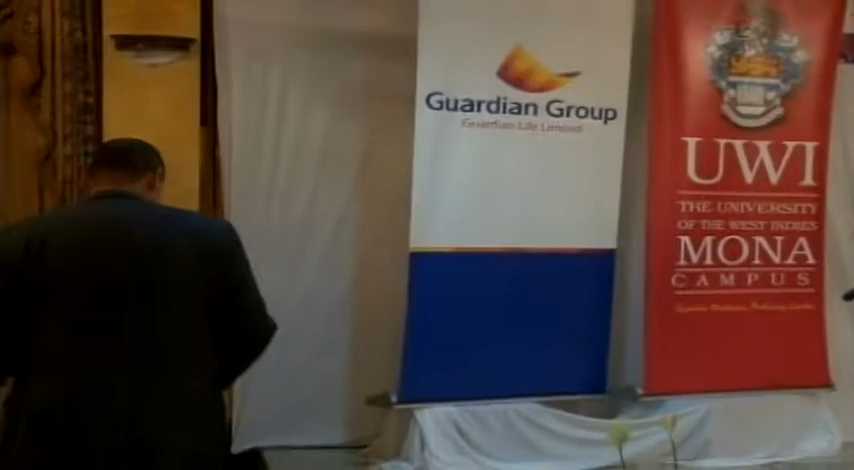 Guardian Group
Guardian Life Limited
UWI
THE UNIVERSITY
OF THE WEST INDIES
MONA
CAMPUS